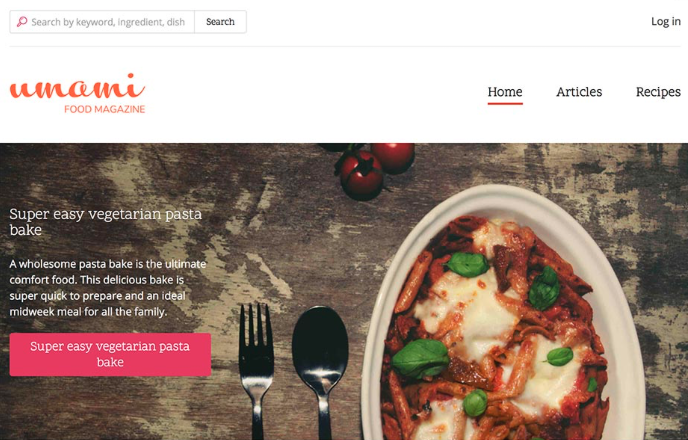 Search by keyword, ingredient, dish
Search
Log in
umami
FOOD MAGAZINE
Home
Articles
Recipes
Super easy vegetarian pasta
bake
A wholesome pasta bake is the ultimate
comfort food. This delicious bake is
super quick to prepare and an ideal
midweek meal for all the family.
Super easy vegetarian pasta
bake